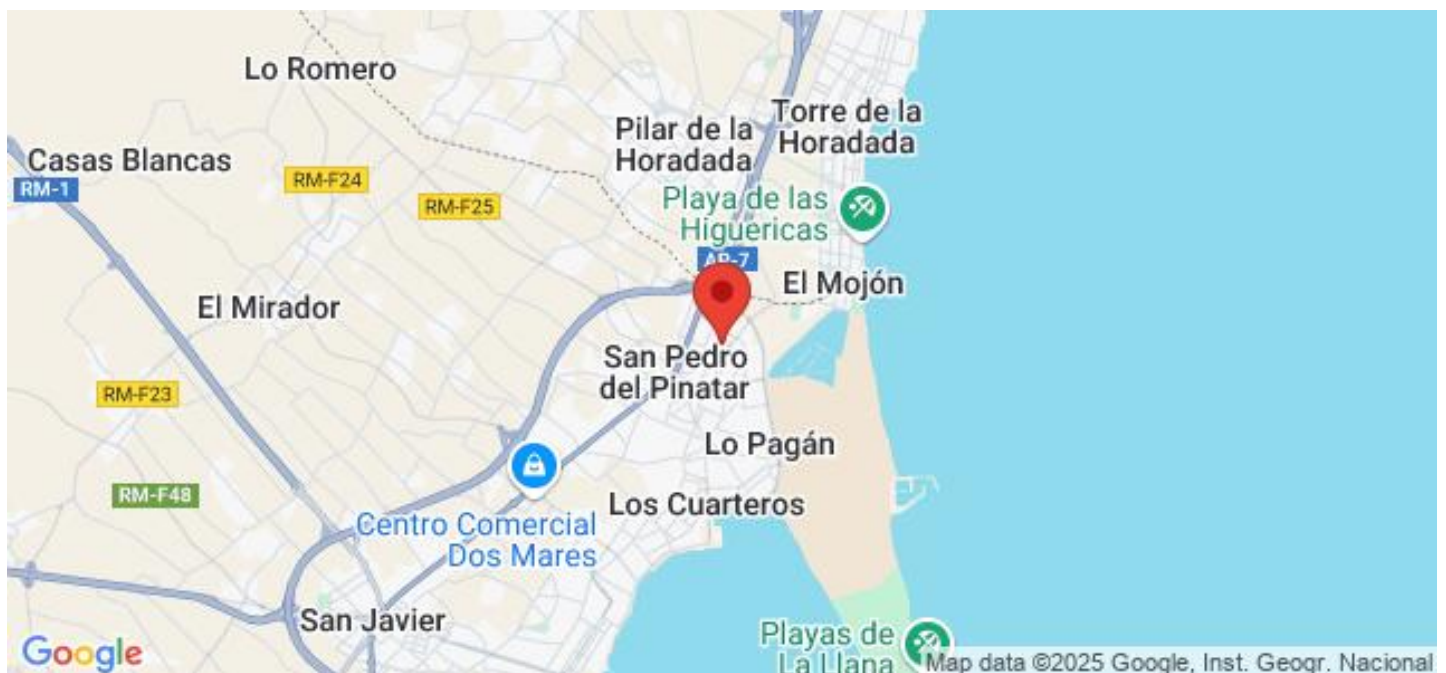 Lo Romero
Torre de la
Horadada
Pilar de la
Horadada
Casas Blancas
RM-1
RM-F24
RM-F25
Playa de las
Higuericas
AP-7
El Mojón
El Mirador
San Pedro
del Pinatar
RM-F23
Lo Pagán
RM-F48
Los Cuarteros
Centro Comercial
Dos Mares
San Javier
Playas de
La Llana
Google
Map data ©2025 Google, Inst. Geogr. Nacional